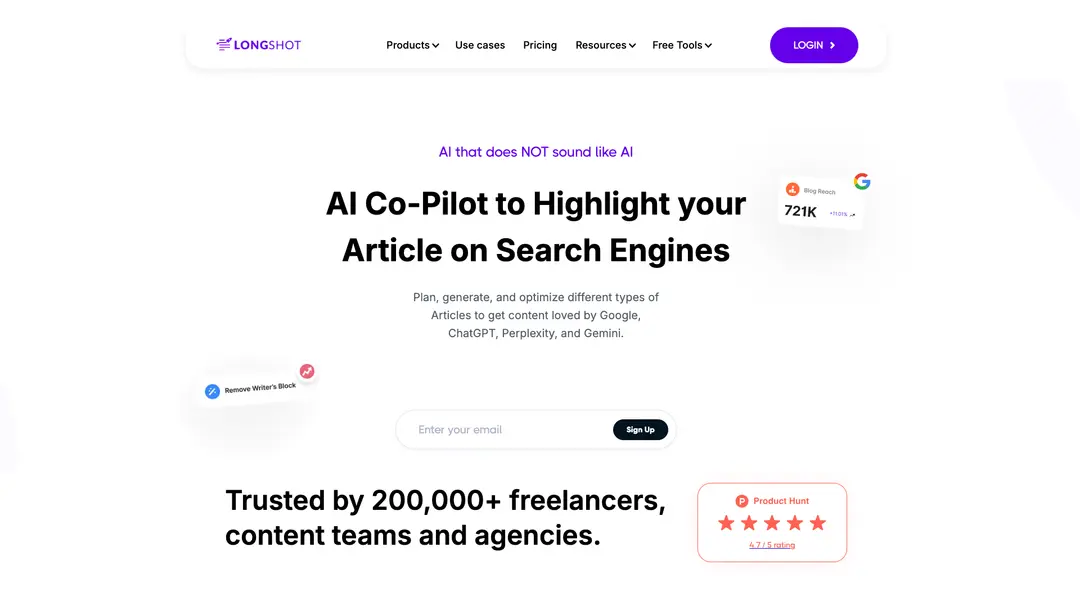 LONGSHOT
Products Use cases Pricing Resources Free Tools
LOGIN
AI that does NOT sound like AI
AI Co-Pilot to Highlight your
Article on Search Engines
Blog Reach
721K +11.01%
Plan, generate, and optimize different types of
Articles to get content loved by Google,
ChatGPT, Perplexity, and Gemini.
Remove Writer's Block
Enter your email
Sign Up
Trusted by 200,000+ freelancers,
content teams and agencies.
Product Hunt
4.7 / 5 rating